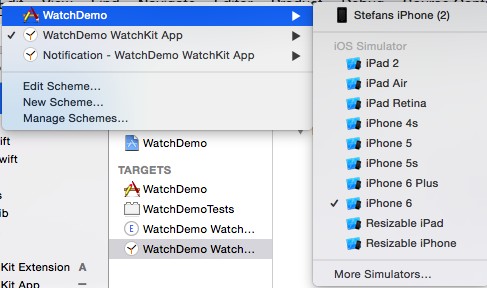 WatchDemo
WatchDemo WatchKit App
Notification - WatchDemo WatchKit App
Edit Scheme...
New Scheme...
Manage Schemes...
Stefans iPhone (2)
iOS Simulator
iPad 2
iPad Air
iPad Retina
iPhone 4s
iPhone 5
iPhone 5s
iPhone 6 Plus
iPhone 6
Resizable iPad
Resizable iPhone
More Simulators...
WatchDemo
TARGETS
WatchDemo
WatchDemoTests
E
WatchDemo Watch...
WatchDemo Watch...
wift
ib
Kit Extension A
Kit App